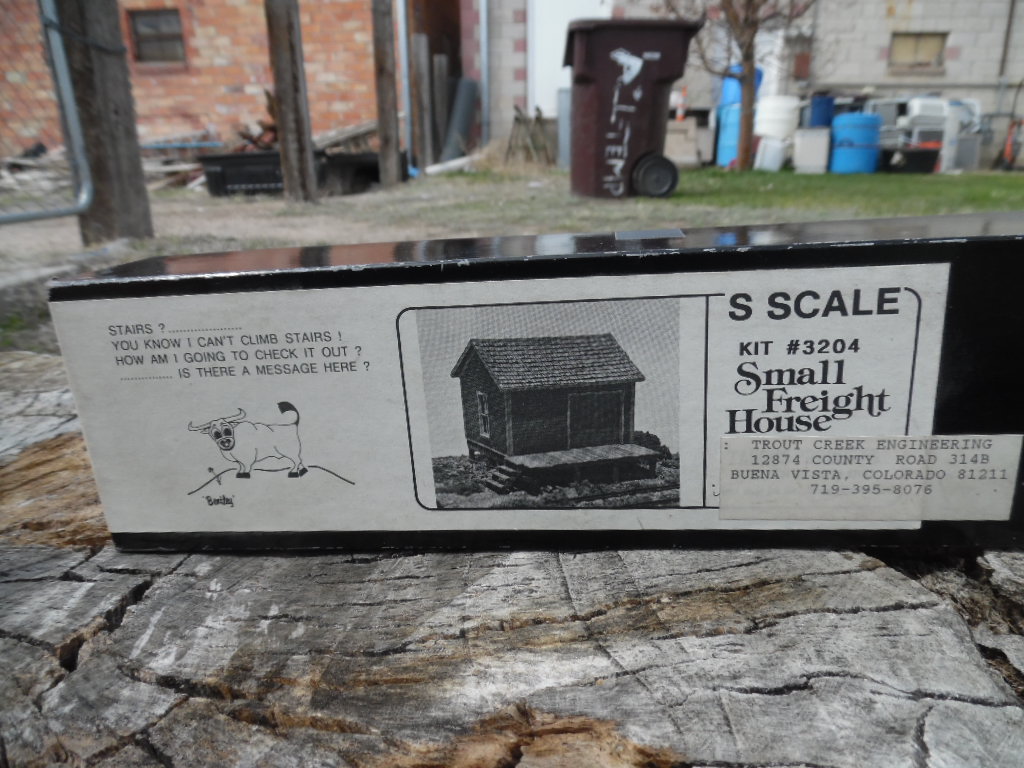 STAIRS ?....................
YOU KNOW I CAN'T CLIMB STAIRS !
HOW AM I GOING TO CHECK IT OUT ?
............... IS THERE A MESSAGE HERE ?
'Bentley'
S SCALE
KIT #3204
Small
Freight
House
: TROUT CREEK ENGINEERING
12874 COUNTY ROAD 314B
BUENA VISTA, COLORADO 81211
719-395-8076